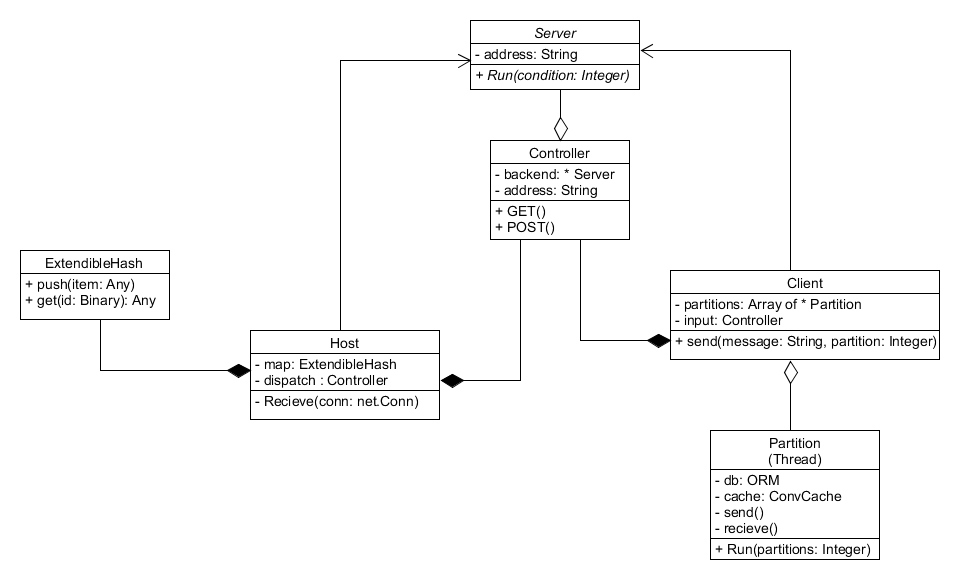 Server
- address: String
+ Run(condition: Integer)
Controller
- backend: * Server
- address: String
+ GET()
+ POST()
ExtendibleHash
+ push(item: Any)
+ get(id: Binary): Any
Client
- partitions: Array of * Partition
- input: Controller
+ send(message: String, partition: Integer)
Host
- map: ExtendibleHash
- dispatch : Controller
- Recieve(conn: net.Conn)
Partition
(Thread)
- db: ORM
- cache: ConvCache
- send()
- recieve()
+ Run(partitions: Integer)